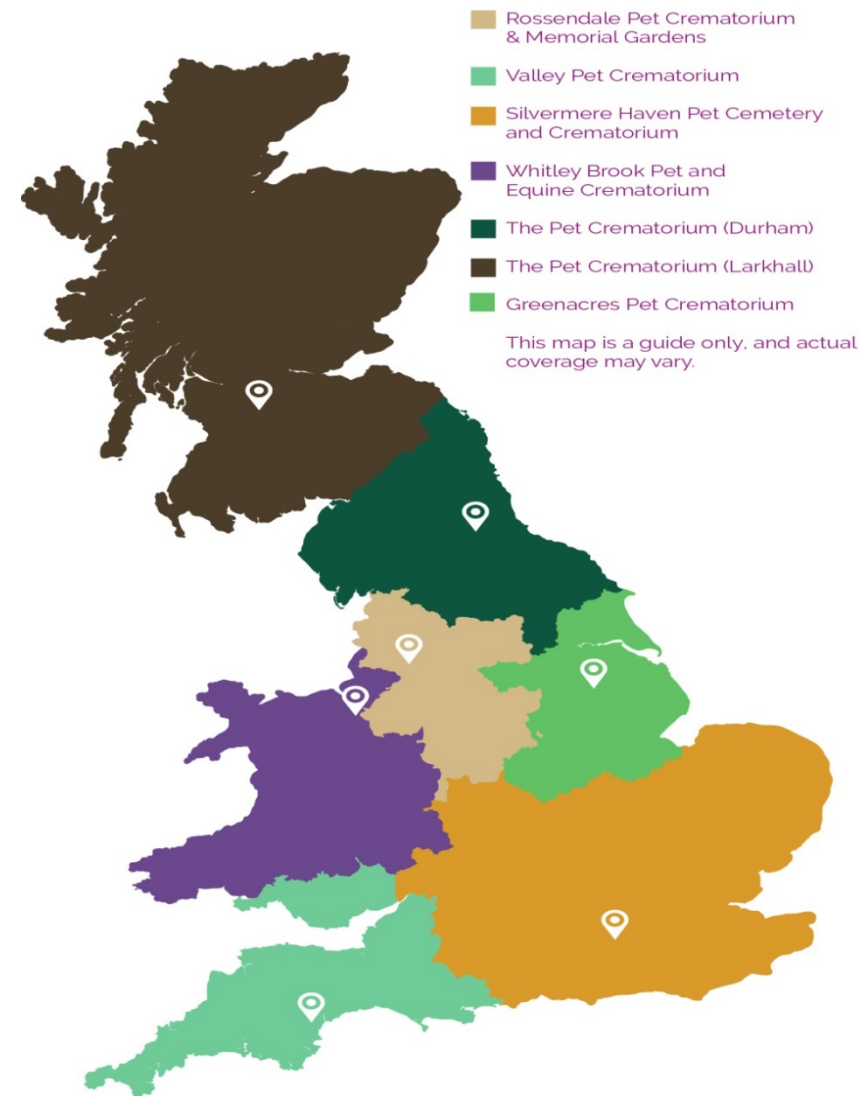 Rossendale Pet Crematorium
& Memorial Gardens
Valley Pet Crematorium
Silvermere Haven Pet Cemetery
and Crematorium
Whitley Brook Pet and
Equine Crematorium
The Pet Crematorium (Durham)
The Pet Crematorium (Larkhall)
Greenacres Pet Crematorium
This map is a guide only, and actual
coverage may vary.